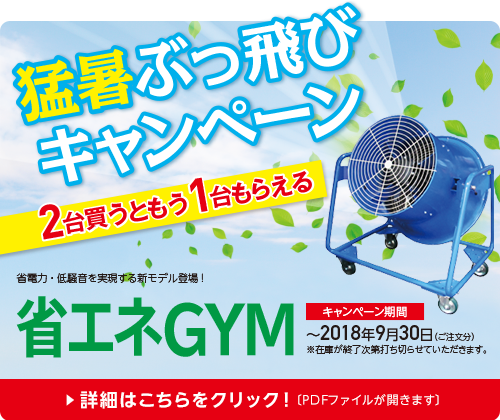 猛暑ぶっ飛び
キャンペーン
2台買うともう1台もらえる
省電力・低騒音を実現する新モデル登場！
省エネGYM
キャンペーン期間
～2018年9月30日(ご注文分)
※在庫が終了次第打ち切らせていただきます。
詳細はこちらをクリック！〔PDFファイルが開きます〕